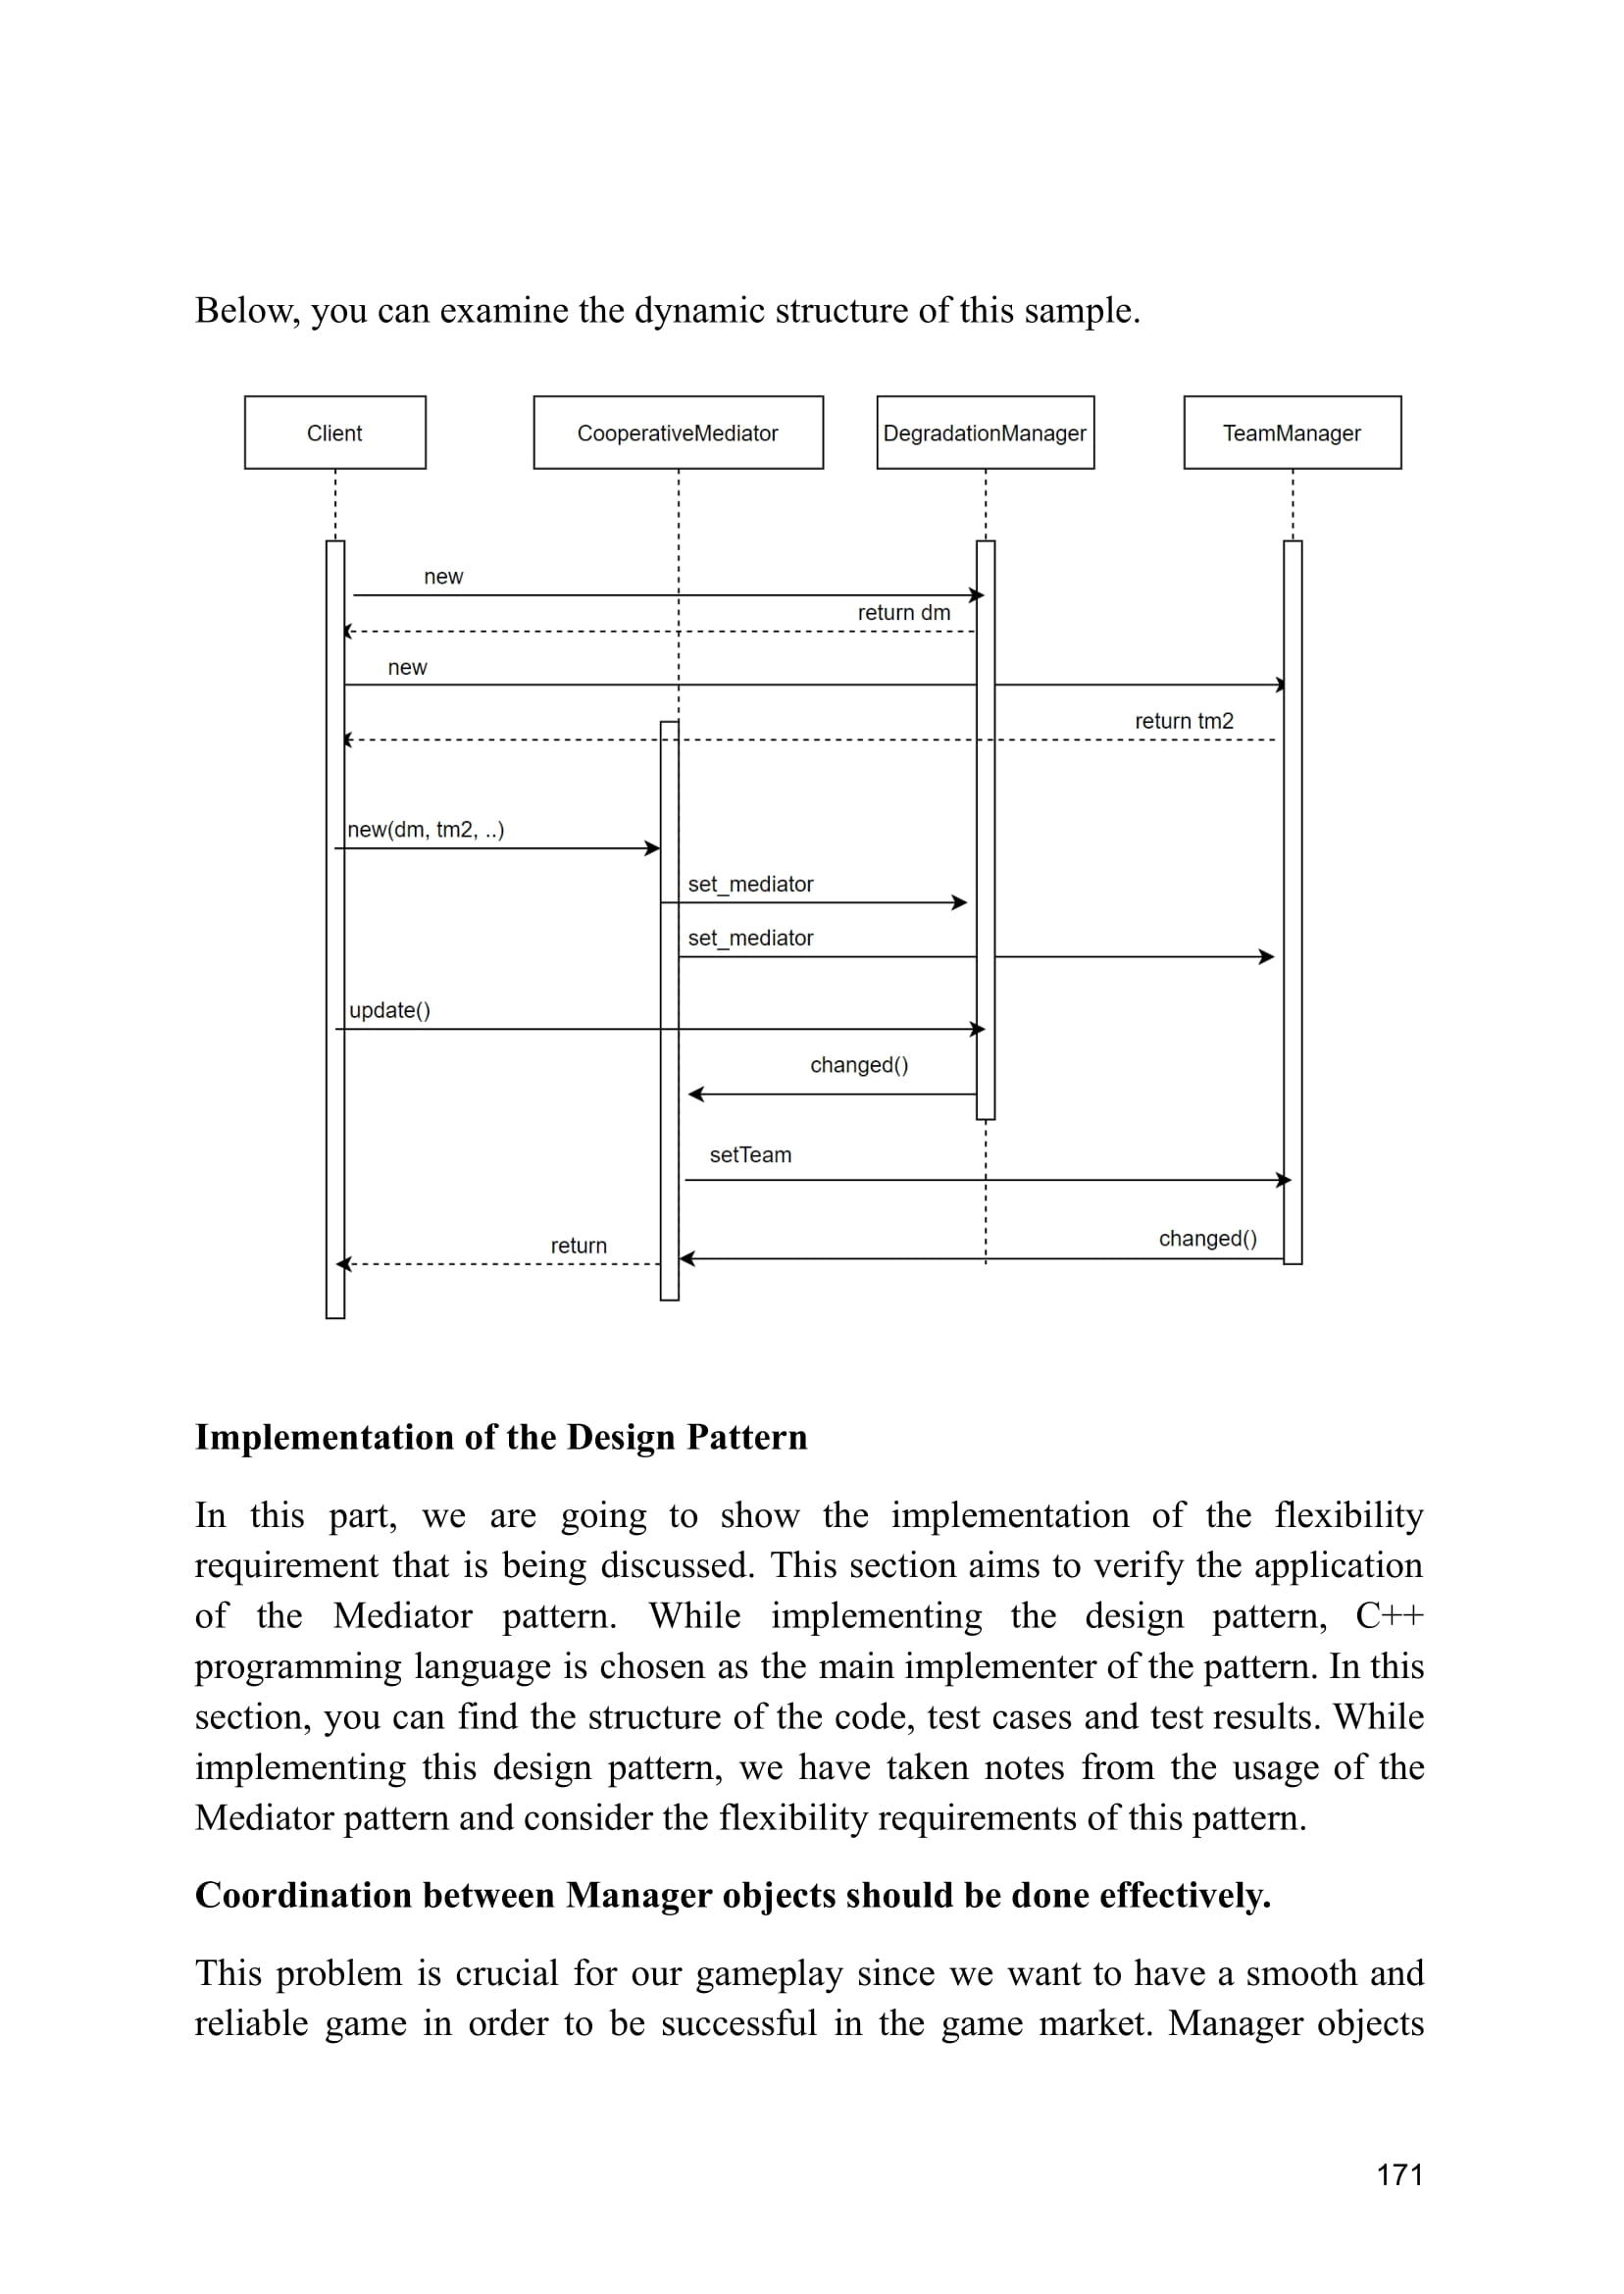 Below, you can examine the dynamic structure of this sample.
Client
CooperativeMediator
DegradationManager
TeamManager
new
return dm
new
return tm2
new(dm, tm2, ..)
set_mediator
set_mediator
update()
changed()
setTeam
changed()
return
Implementation of the Design Pattern
In this part, we are going to show the implementation of the flexibility
requirement that is being discussed. This section aims to verify the application
of the Mediator pattern. While implementing the design pattern, C++
programming language is chosen as the main implementer of the pattern. In this
section, you can find the structure of the code, test cases and test results. While
implementing this design pattern, we have taken notes from the usage of the
Mediator pattern and consider the flexibility requirements of this pattern.
Coordination between Manager objects should be done effectively.
This problem is crucial for our gameplay since we want to have a smooth and
reliable game in order to be successful in the game market. Manager objects
171